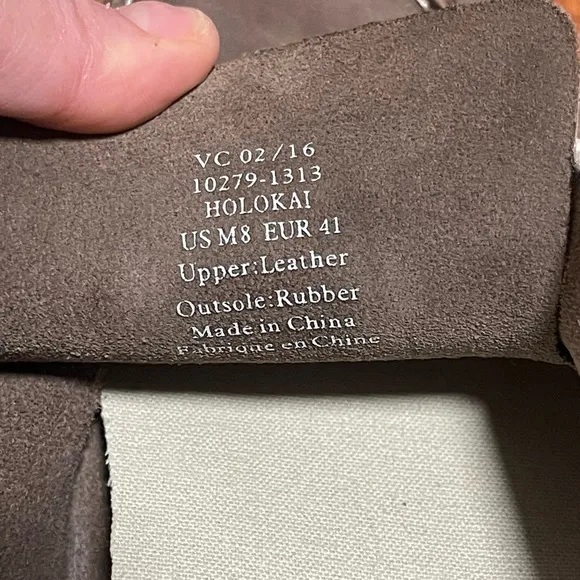 VC 02/16
10279-1313
HOLOKAI
US M8 EUR 41
Upper:Leather
Outsole:Rubber
Made in China
Fabrique en Chine